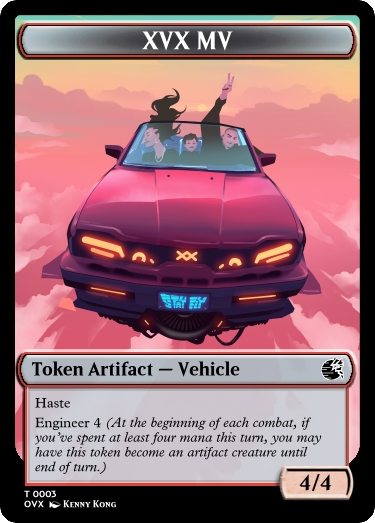 XVX MV
STAY FLY
Token Artifact — Vehicle
Haste
Engineer 4 (At the beginning of each combat, if
you've spent at least four mana this turn, you may
have this token become an artifact creature until
end of turn.)
4/4
T 0003
OVX Kenny Kong